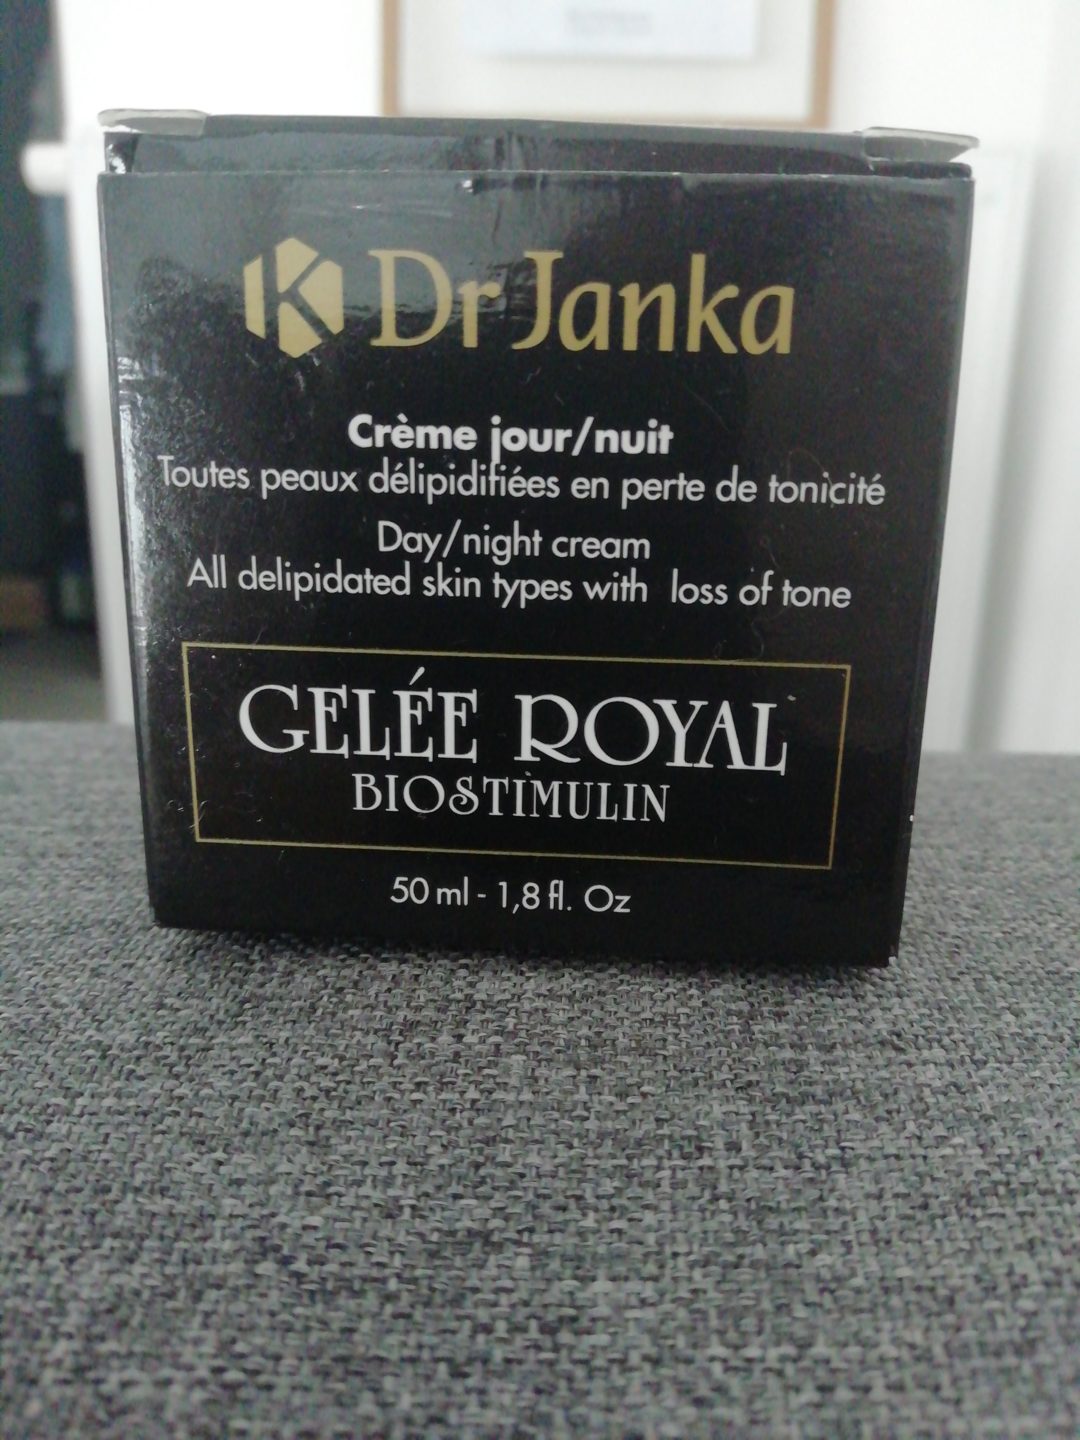 K Dr Janka
Crème jour/nuit
Toutes peaux délipidifiées en perte de tonicité
Day/night cream
All delipidated skin types with loss of tone
GELÉE ROYAL
BIOSTIMULIN
50 ml - 1,8 fl. Oz